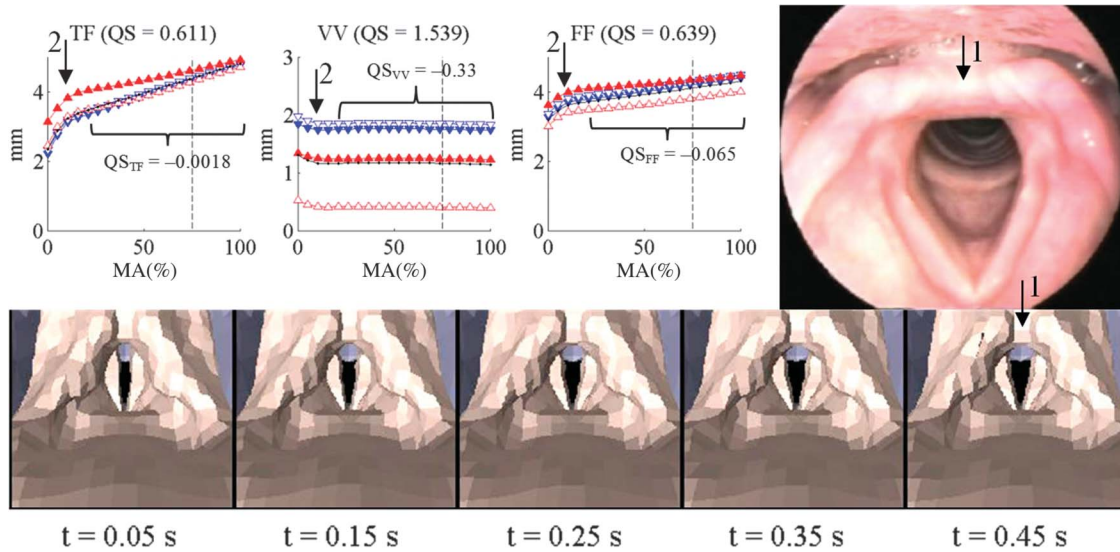 TF (QS = 0.611)
2
4
2
0
mm
QS_TF = –0.0018
0
50
100
MA(%)
VV (QS = 1.539)
3
2
1
0
mm
2
QS_VV = –0.33
0
50
100
MA(%)
FF (QS = 0.639)
2
4
2
0
mm
QS_FF = –0.065
0
50
100
MA(%)
1
1
t = 0.05 s
t = 0.15 s
t = 0.25 s
t = 0.35 s
t = 0.45 s